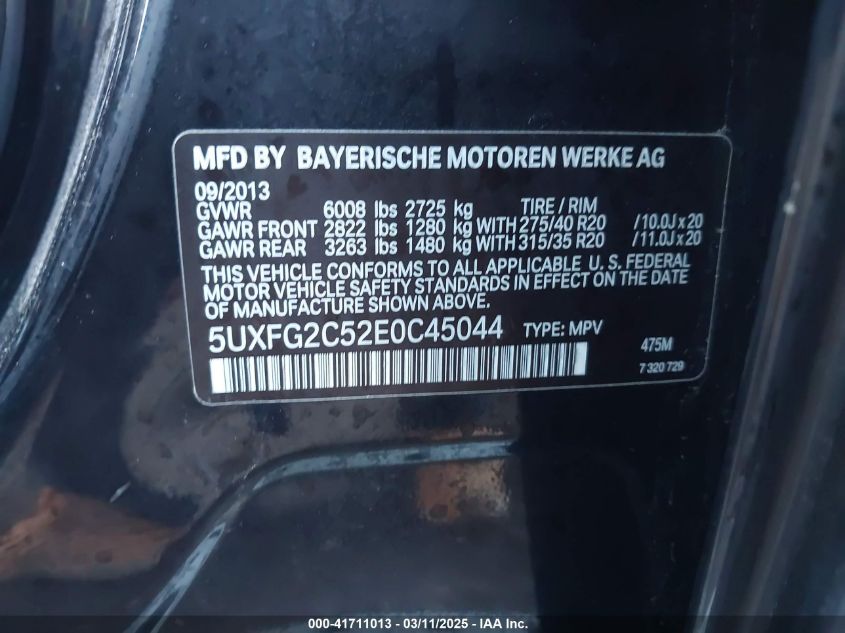 MFD BY BAYERISCHE MOTOREN WERKE AG
09/2013
GVWR 6008 lbs 2725 kg TIRE / RIM
GAWR FRONT 2822 lbs 1280 kg WITH 275/40 R20 /10.0J x 20
GAWR REAR 3263 lbs 1480 kg WITH 315/35 R20 /11.0J x 20
THIS VEHICLE CONFORMS TO ALL APPLICABLE U. S. FEDERAL
MOTOR VEHICLE SAFETY STANDARDS IN EFFECT ON THE DATE
OF MANUFACTURE SHOWN ABOVE.
5UXFG2C52E0C45044 TYPE: MPV
475M
7 320 729
000-41711013 - 03/11/2025 - IAA Inc.